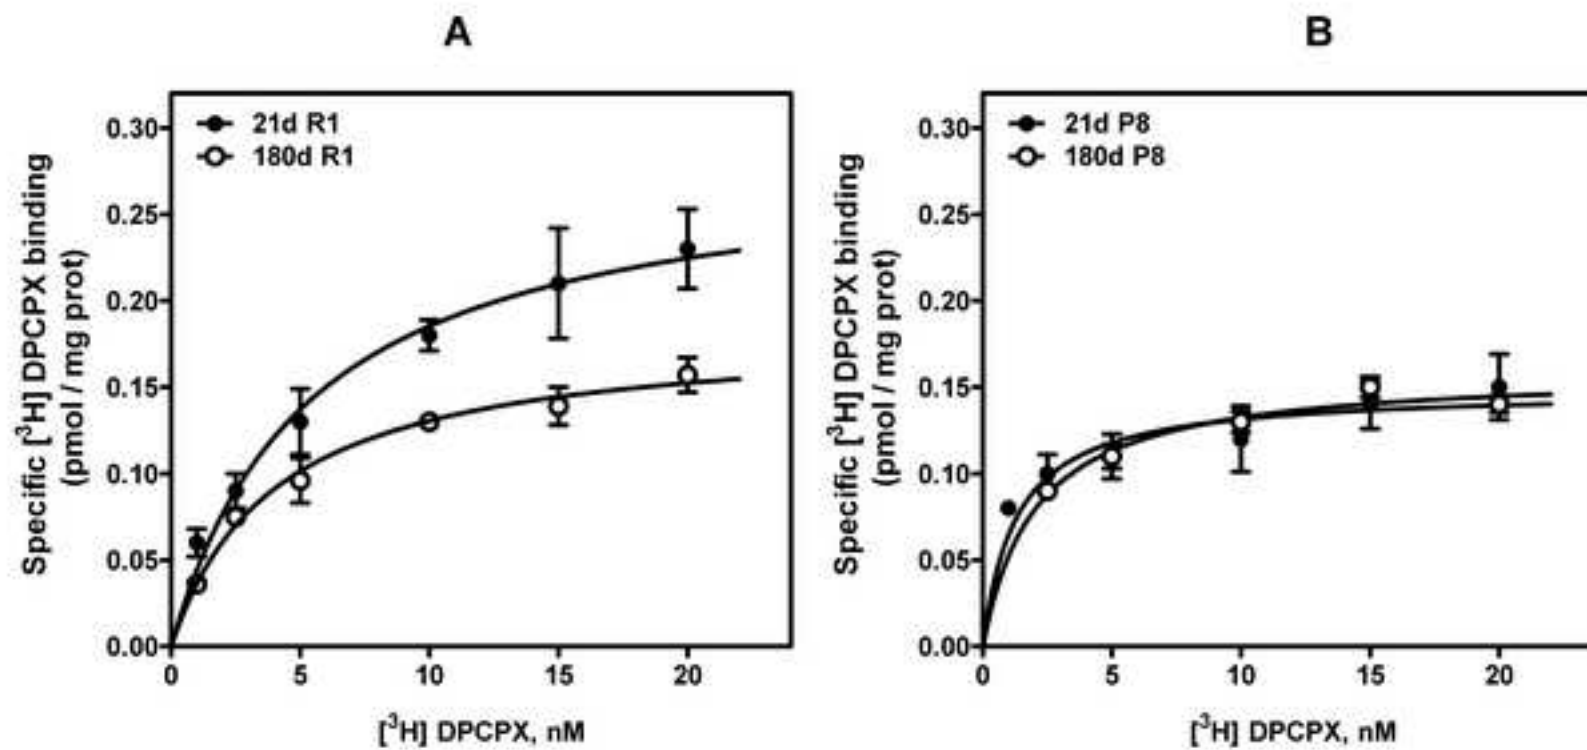 A
Specific [³H] DPCPX binding
(pmol / mg prot)
0.30
0.25
0.20
0.15
0.10
0.05
0.00
21d R1
180d R1
0 5 10 15 20
[³H] DPCPX, nM
B
Specific [³H] DPCPX binding
(pmol / mg prot)
0.30
0.25
0.20
0.15
0.10
0.05
0.00
21d P8
180d P8
0 5 10 15 20
[³H] DPCPX, nM